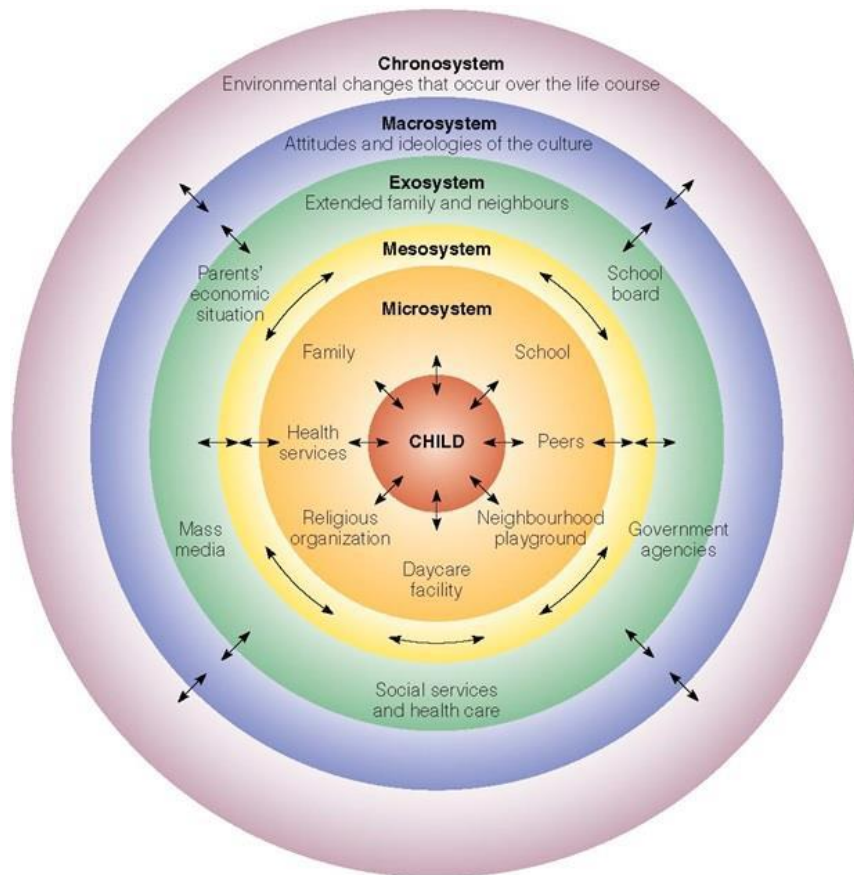 Chronosystem
Environmental changes that occur over the life course
Macrosystem
Attitudes and ideologies of the culture
Exosystem
Extended family and neighbours
Mesosystem
Parents'
economic
situation
School
board
Microsystem
Family
School
Health
services
CHILD
Peers
Religious
organization
Neighbourhood
playground
Daycare
facility
Mass
media
Government
agencies
Social services
and health care